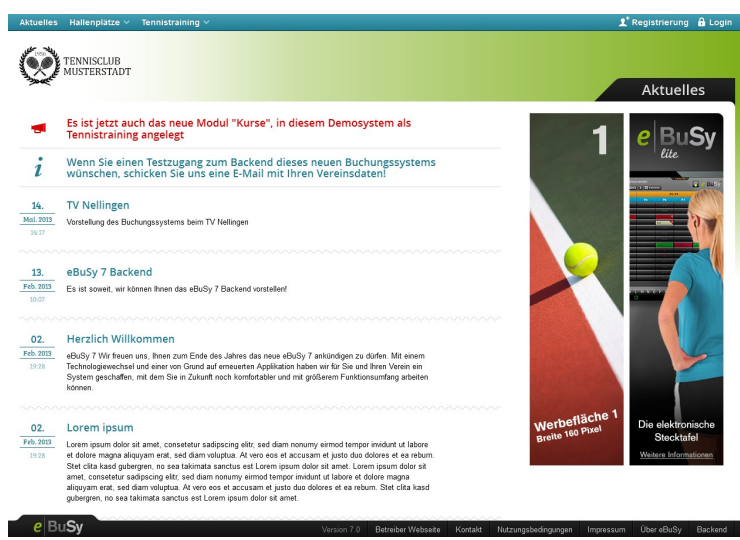 Aktuelles Hallenplätze Tennistraining Registrierung Login
1950
TENNISCLUB
MUSTERSTADT
Aktuelles
Es ist jetzt auch das neue Modul "Kurse", in diesem Demosystem als
Tennistraining angelegt
Wenn Sie einen Testzugang zum Backend dieses neuen Buchungssystems
wünschen, schicken Sie uns eine E-Mail mit Ihren Vereinsdaten!
14.
Mai. 2013
14:17
TV Nellingen
Vorstellung des Buchungssystems beim TV Nellingen
13.
Feb. 2013
10:07
eBuSy 7 Backend
Es ist soweit, wir können Ihnen das eBuSy 7 Backend vorstellen!
02.
Feb. 2013
19:28
Herzlich Willkommen
eBuSy 7 Wir freuen uns, Ihnen zum Ende des Jahres das neue eBuSy 7 ankündigen zu dürfen. Mit einem
Technologiewechsel und einer von Grund auf erneuerten Applikation haben wir für Sie und Ihren Verein ein
System geschaffen, mit dem Sie in Zukunft noch komfortabler und mit größerem Funktionsumfang arbeiten
können.
02.
Feb. 2013
19:28
Lorem ipsum
Lorem ipsum dolor sit amet, consetetur sadipscing elitr, sed diam nonumy eirmod tempor invidunt ut labore
et dolore magna aliquyam erat, sed diam voluptua. At vero eos et accusam et justo duo dolores et ea rebum.
Stet clita kasd gubergren, no sea takimata sanctus est Lorem ipsum dolor sit amet. Lorem ipsum dolor sit
amet, consetetur sadipscing elitr, sed diam nonumy eirmod tempor invidunt ut labore et dolore magna
aliquyam erat, sed diam voluptua. At vero eos et accusam et justo duo dolores et ea rebum. Stet clita kasd
gubergren, no sea takimata sanctus est Lorem ipsum dolor sit amet.
1
Werbefläche 1
Breite 160 Pixel
eBuSy
lite
Die elektronische
Stecktafel
Weitere Informationen
eBuSy
Version 7.0 Betreiber Webseite Kontakt Nutzungsbedingungen Impressum Über eBuSy Backend